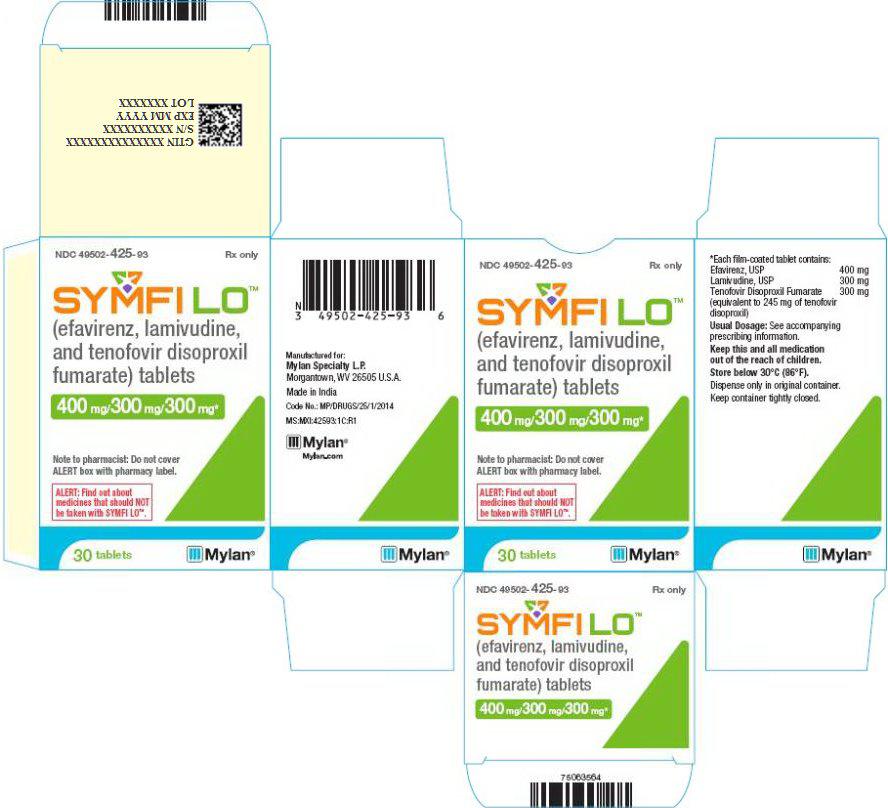 GTIN XXXXXXXXXXXXXX
S/N XXXXXXXXXXX
EXP MM YYYY
LOT XXXXXXX
NDC 49502-425-93 Rx only
SYMFI LO™
(efavirenz, lamivudine,
and tenofovir disoproxil
fumarate) tablets
400 mg/300 mg/300 mg*
Note to pharmacist: Do not cover
ALERT box with pharmacy label.
ALERT: Find out about
medicines that should NOT
be taken with SYMFI LO™.
30 tablets Mylan®
N
3 49502-425-93 6
Manufactured for:
Mylan Specialty L.P.
Morgantown, WV 26505 U.S.A.
Made in India
Code No.: MP/DRUGS/25/1/2014
MS:MXI:42593:1C:R1
Mylan®
Mylan.com
Mylan®
NDC 49502-425-93 Rx only
SYMFI LO™
(efavirenz, lamivudine,
and tenofovir disoproxil
fumarate) tablets
400 mg/300 mg/300 mg*
Note to pharmacist: Do not cover
ALERT box with pharmacy label.
ALERT: Find out about
medicines that should NOT
be taken with SYMFI LO™.
30 tablets Mylan®
*Each film-coated tablet contains:
Efavirenz, USP 400 mg
Lamivudine, USP 300 mg
Tenofovir Disoproxil Fumarate 300 mg
(equivalent to 245 mg of tenofovir
disoproxil)
Usual Dosage: See accompanying
prescribing information.
Keep this and all medication
out of the reach of children.
Store below 30°C (86°F).
Dispense only in original container.
Keep container tightly closed.
Mylan®
NDC 49502-425-93 Rx only
SYMFI LO™
(efavirenz, lamivudine,
and tenofovir disoproxil
fumarate) tablets
400 mg/300 mg/300 mg*
75063564